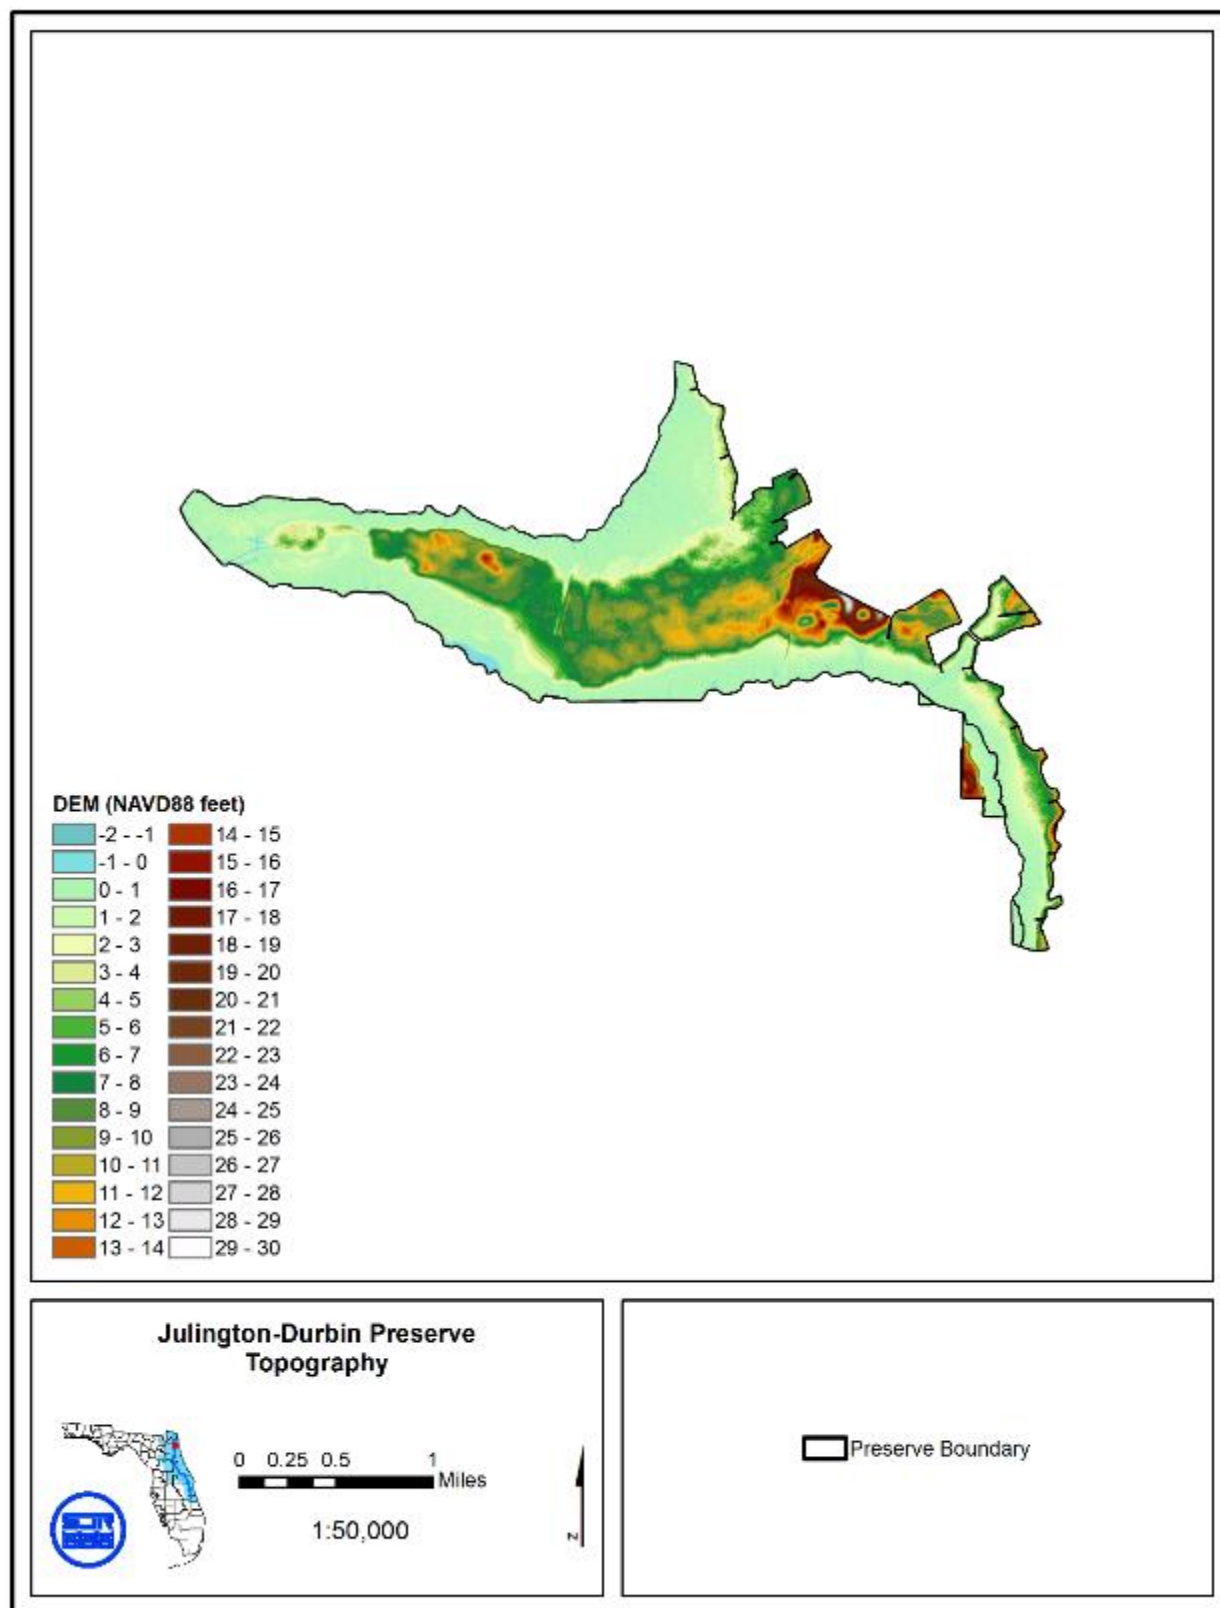 DEM (NAVD88 feet)
-2 - -1
-1 - 0
0 - 1
1 - 2
2 - 3
3 - 4
4 - 5
5 - 6
6 - 7
7 - 8
8 - 9
9 - 10
10 - 11
11 - 12
12 - 13
13 - 14
14 - 15
15 - 16
16 - 17
17 - 18
18 - 19
19 - 20
20 - 21
21 - 22
22 - 23
23 - 24
24 - 25
25 - 26
26 - 27
27 - 28
28 - 29
29 - 30
Julington-Durbin Preserve
Topography
0 0.25 0.5 1
Miles
1:50,000
z
Preserve Boundary